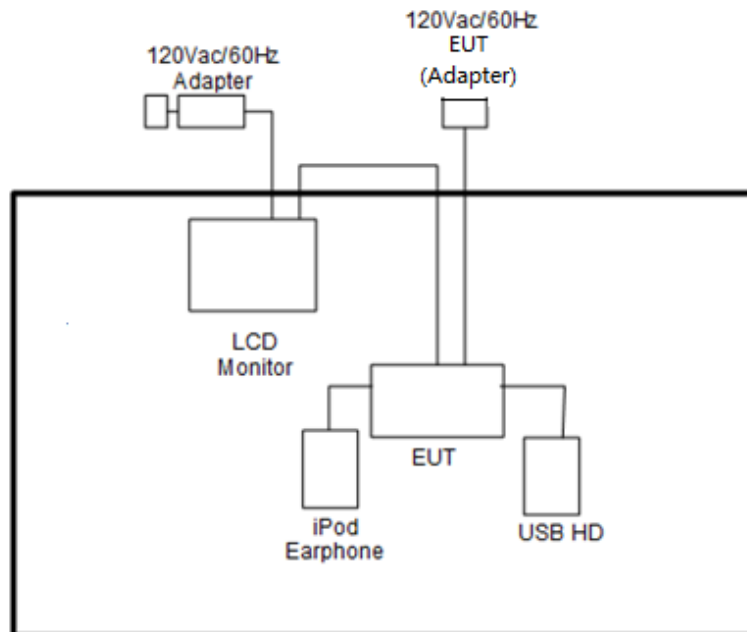 120Vac/60Hz
Adapter
120Vac/60Hz
EUT
(Adapter)
LCD
Monitor
EUT
iPod
Earphone
USB HD